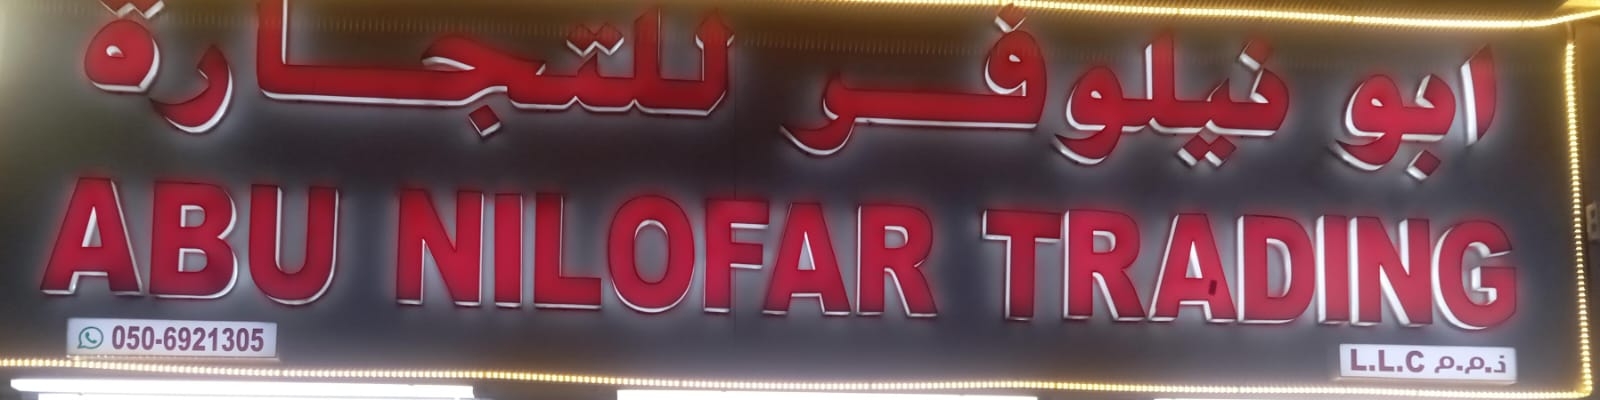 ابو نيلوفر للتجارة
ABU NILOFAR TRADING
050-6921305
L.L.C ذ.م.م